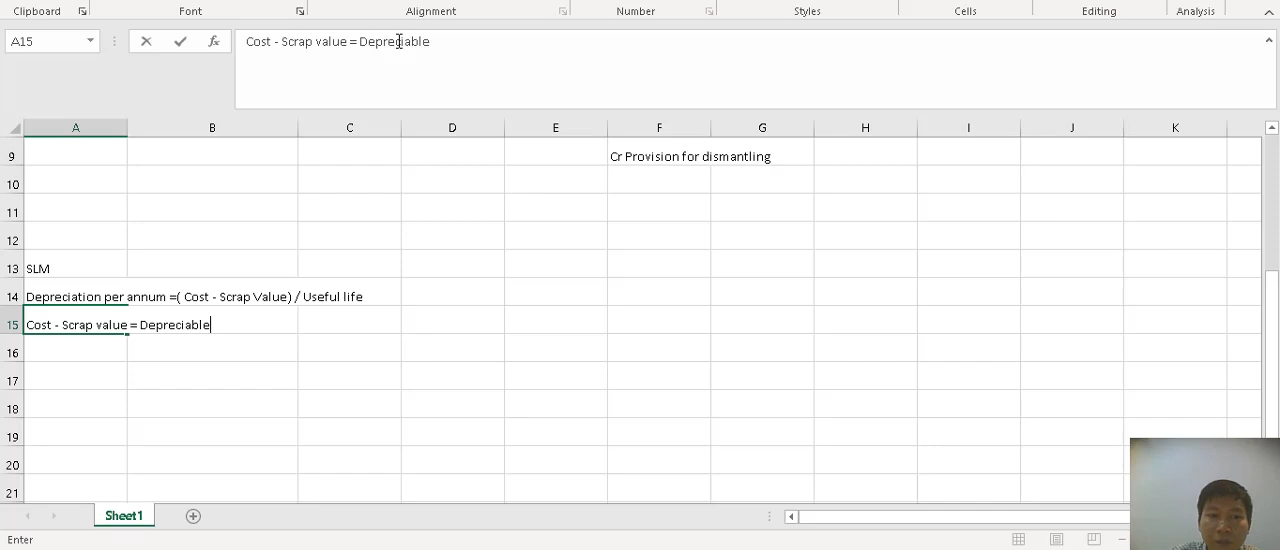 Clipboard Font Alignment Number Styles Cells Editing Analysis
A15 fx Cost - Scrap value = Depreciable
A B C D E F G H I J K
9 Cr Provision for dismantling
10
11
12
13 SLM
14 Depreciation per annum =( Cost - Scrap Value) / Useful life
15 Cost - Scrap value = Depreciable
16
17
18
19
20
21
Sheet1
Enter